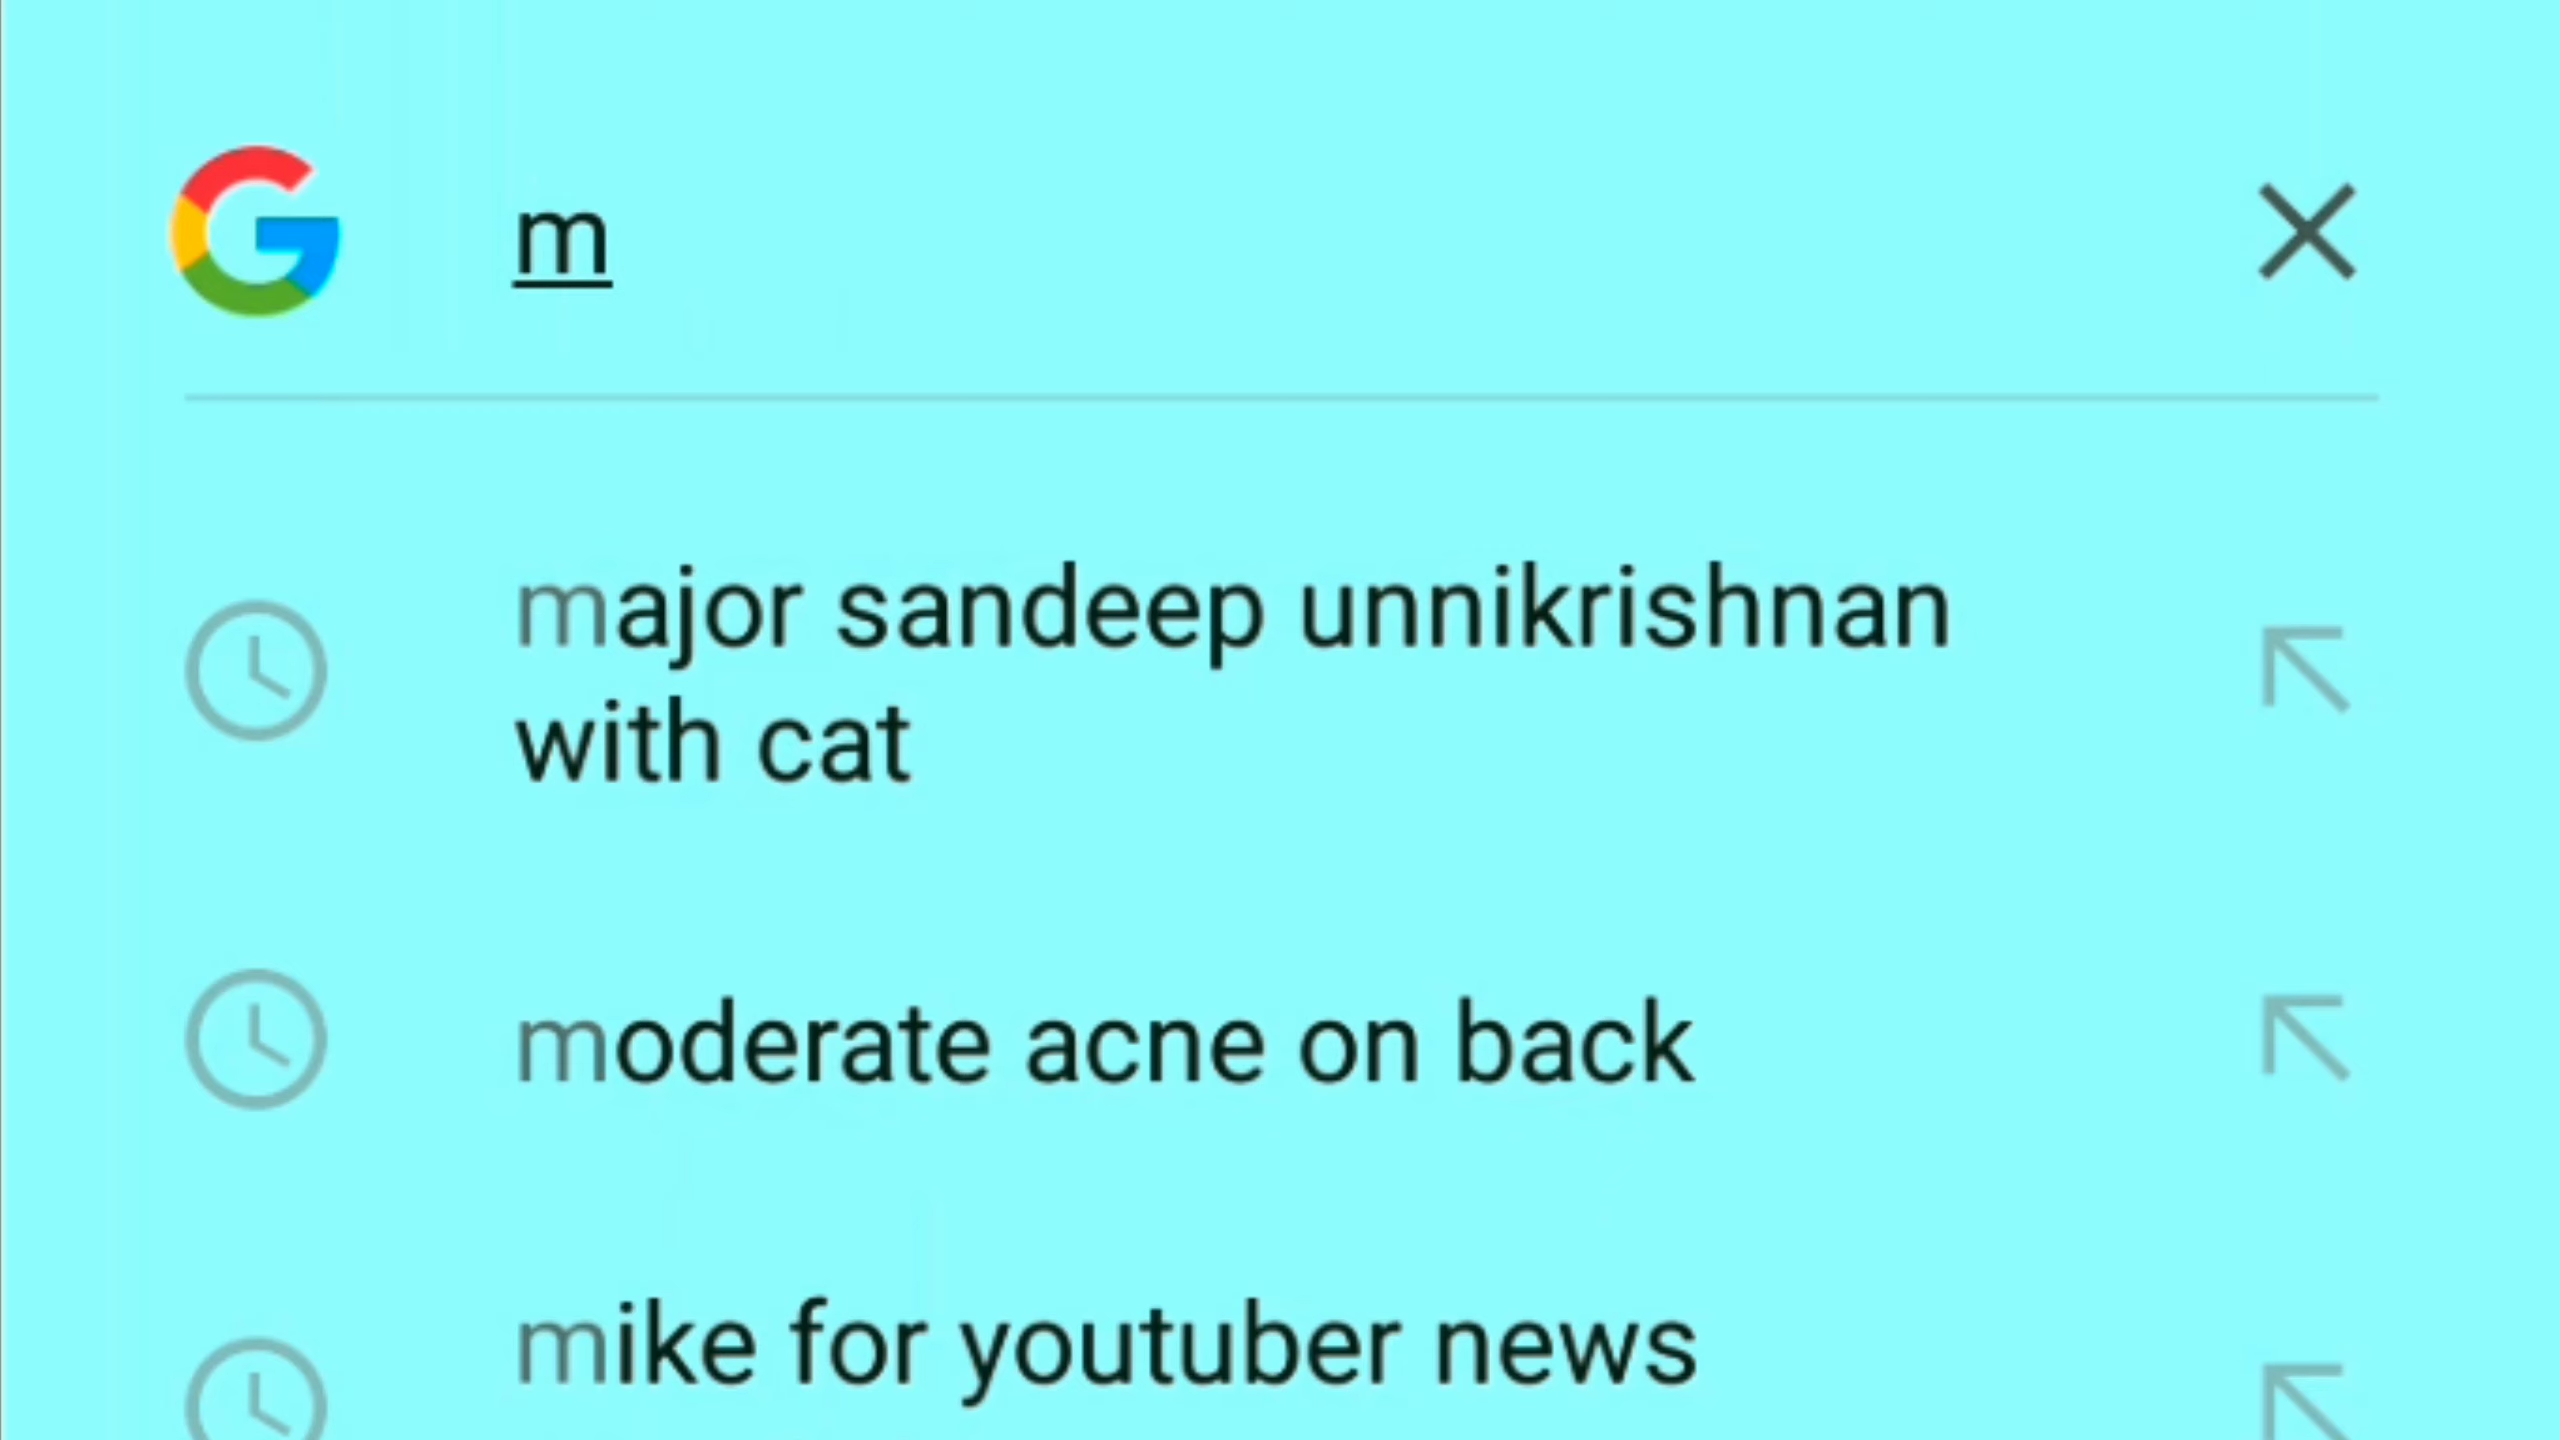 m
major sandeep unnikrishnan
with cat
moderate acne on back
mike for youtuber news